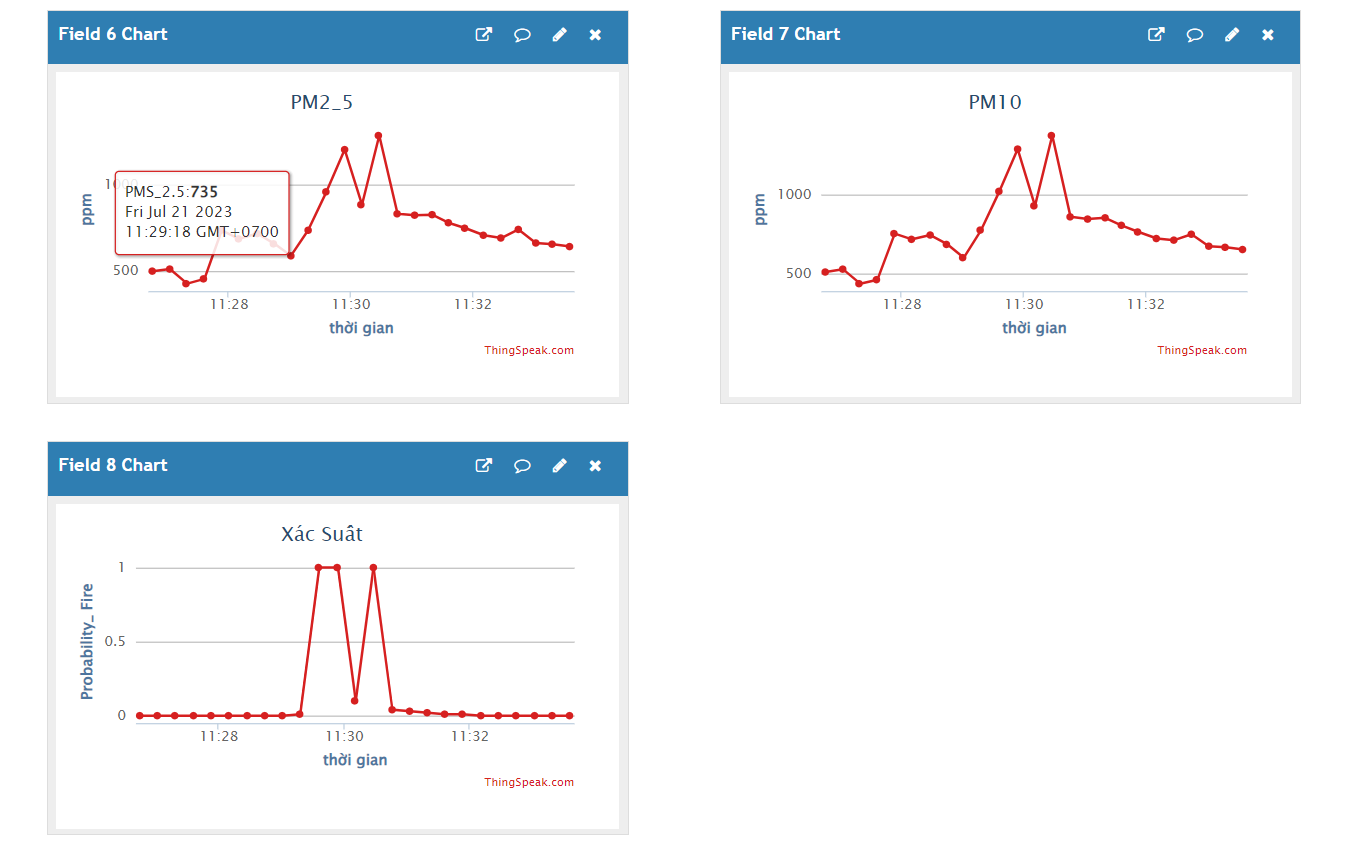 Field 6 Chart
PM2_5
ppm
1000
500
PMS_2.5:735
Fri Jul 21 2023
11:29:18 GMT+0700
11:28
11:30
11:32
thời gian
ThingSpeak.com
Field 7 Chart
PM10
ppm
1000
500
11:28
11:30
11:32
thời gian
ThingSpeak.com
Field 8 Chart
Xác Suất
Probability_ Fire
1
0.5
0
11:28
11:30
11:32
thời gian
ThingSpeak.com